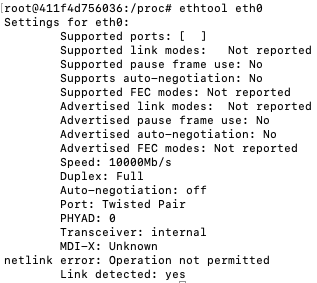 [root@411f4d756036:/proc# ethtool eth0
Settings for eth0:
Supported ports: [  ]
Supported link modes:   Not reported
Supported pause frame use: No
Supports auto-negotiation: No
Supported FEC modes: Not reported
Advertised link modes:  Not reported
Advertised pause frame use: No
Advertised auto-negotiation: No
Advertised FEC modes: Not reported
Speed: 10000Mb/s
Duplex: Full
Auto-negotiation: off
Port: Twisted Pair
PHYAD: 0
Transceiver: internal
MDI-X: Unknown
netlink error: Operation not permitted
Link detected: yes